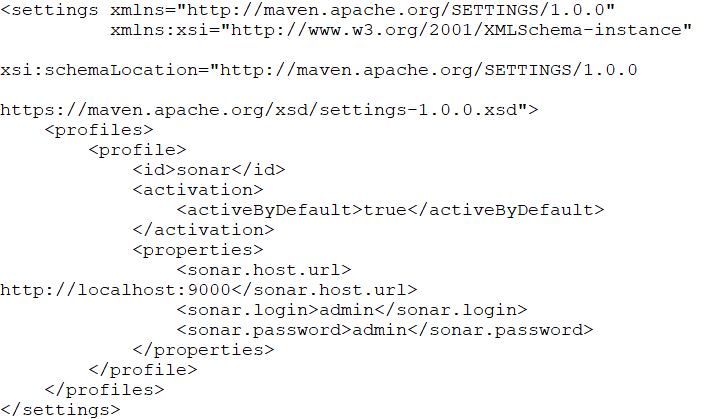 <settings xmlns="http://maven.apache.org/SETTINGS/1.0.0"
          xmlns:xsi="http://www.w3.org/2001/XMLSchema-instance"

xsi:schemaLocation="http://maven.apache.org/SETTINGS/1.0.0

https://maven.apache.org/xsd/settings-1.0.0.xsd">
    <profiles>
        <profile>
            <id>sonar</id>
            <activation>
                <activeByDefault>true</activeByDefault>
            </activation>
            <properties>
                <sonar.host.url>
http://localhost:9000</sonar.host.url>
                <sonar.login>admin</sonar.login>
                <sonar.password>admin</sonar.password>
            </properties>
        </profile>
    </profiles>
</settings>